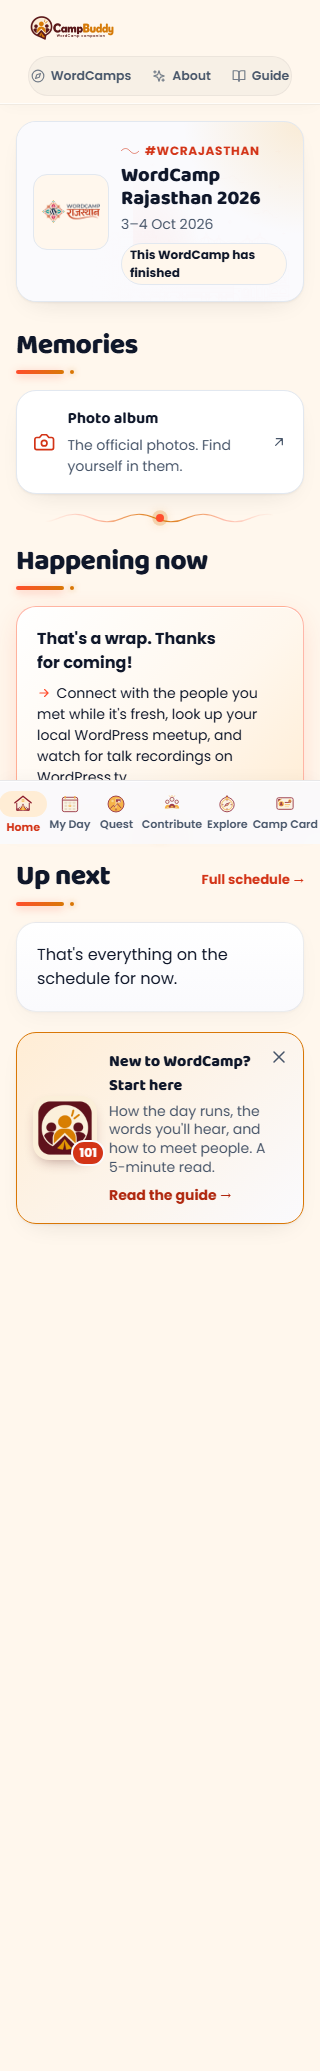 CampBuddy
WordCamp companion
WordCamps About Guide
#WCRAJASTHAN
WORDCAMP
राजस्थान
WordCamp
Rajasthan 2026
3–4 Oct 2026
This WordCamp has
finished
Memories
Photo album
The official photos. Find
yourself in them.
Happening now
That's a wrap. Thanks
for coming!
→ Connect with the people you
met while it's fresh, look up your
local WordPress meetup, and
watch for talk recordings on
WordPress.tv
Home My Day Quest Contribute Explore Camp Card
Up next
Full schedule →
That's everything on the
schedule for now.
New to WordCamp?
Start here
How the day runs, the
words you'll hear, and
how to meet people. A
5-minute read.
101
Read the guide →